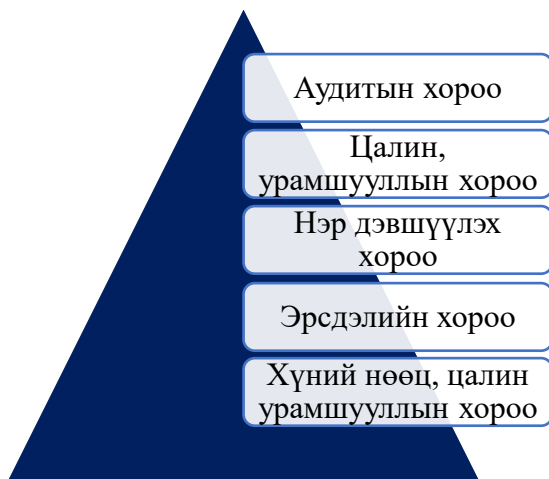 Аудитын хороо
Цалин,
урамшууллын хороо
Нэр дэвшүүлэх
хороо
Эрсдэлийн хороо
Хүний нөөц, цалин
урамшууллын хороо